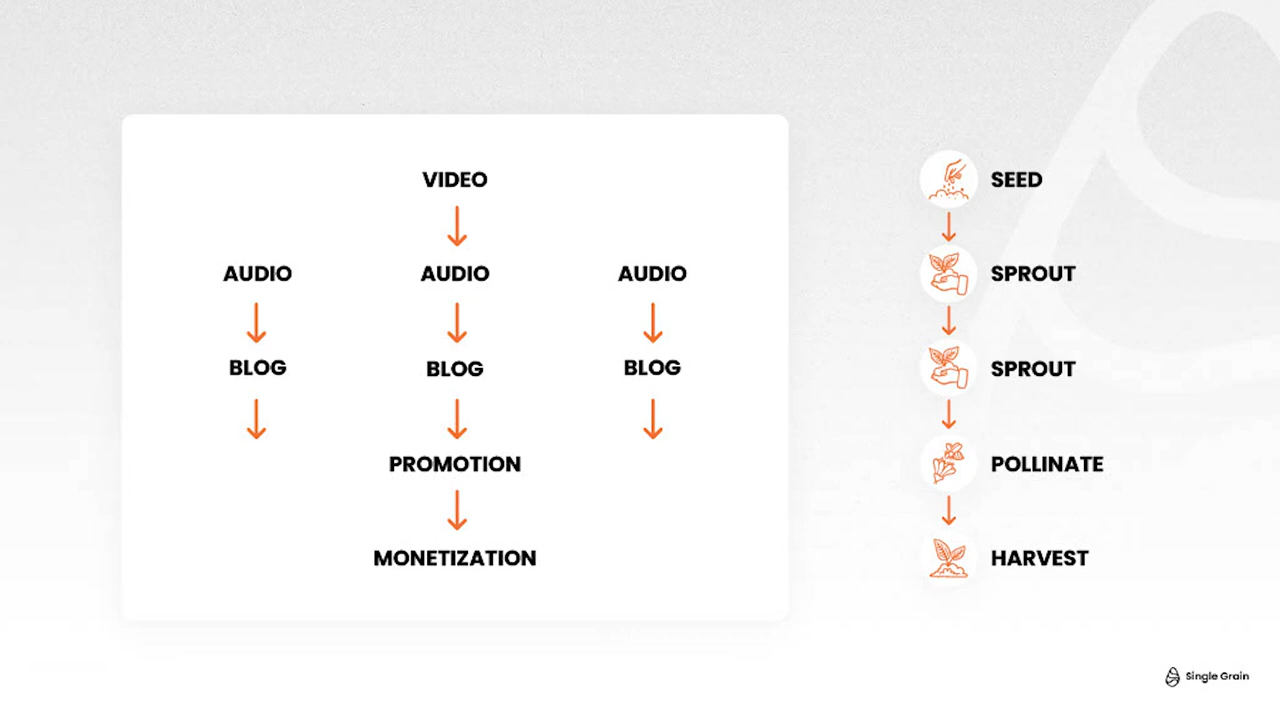 VIDEO
AUDIO AUDIO AUDIO
BLOG BLOG BLOG
PROMOTION
MONETIZATION
SEED
SPROUT
SPROUT
POLLINATE
HARVEST
Single Grain